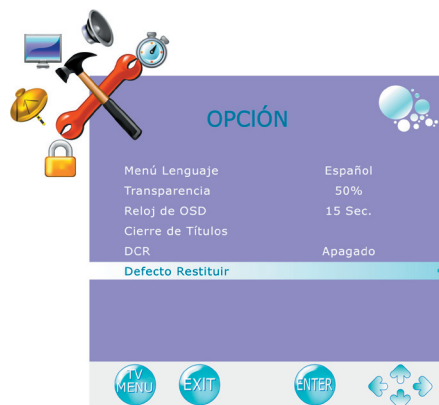 OPCIÓN
Menú Lenguaje Español
Transparencia 50%
Reloj de OSD 15 Sec.
Cierre de Títulos
DCR Apagado
Defecto Restituir
TV MENU EXIT ENTER